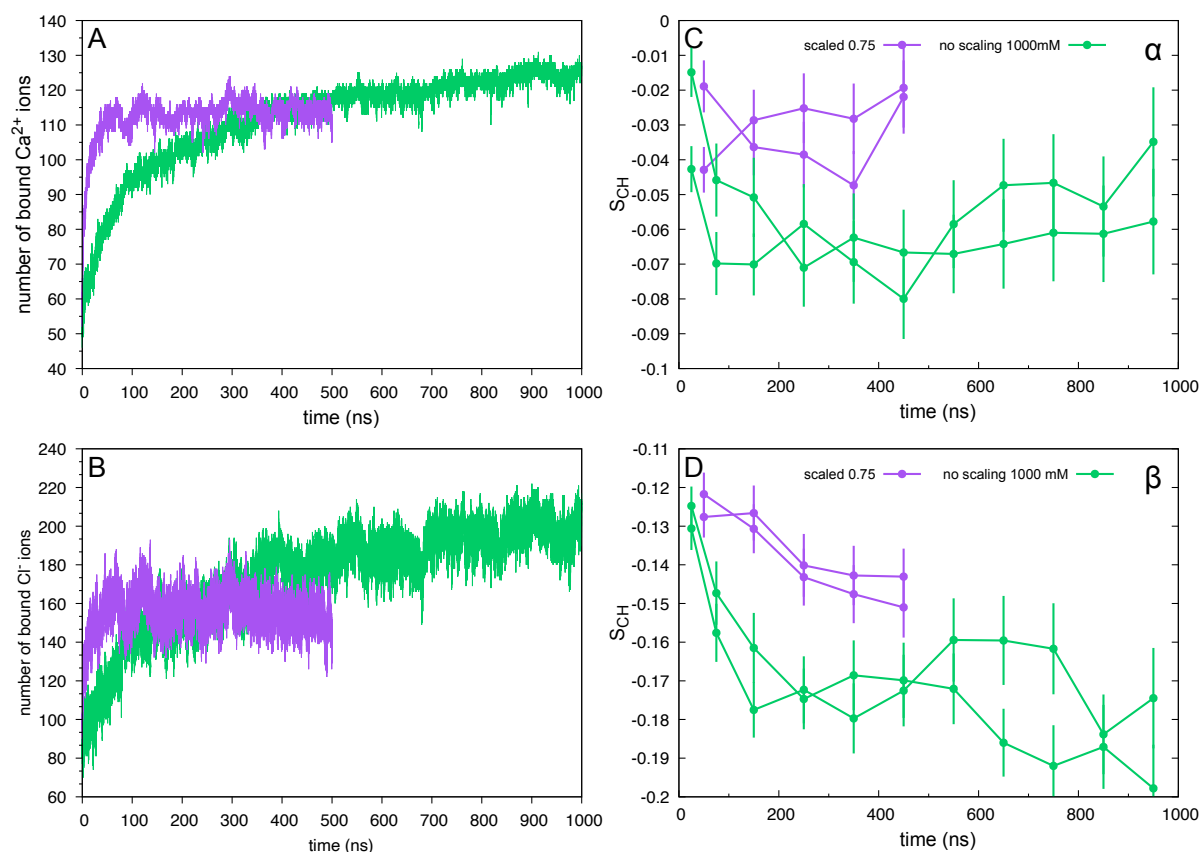 A
number of bound Ca²⁺ ions
140
130
120
110
100
90
80
70
60
50
40
0 100 200 300 400 500 600 700 800 900 1000
time (ns)
C
α
scaled 0.75
no scaling 1000mM
S_CH
0
-0.01
-0.02
-0.03
-0.04
-0.05
-0.06
-0.07
-0.08
-0.09
-0.1
0 200 400 600 800 1000
time (ns)
B
number of bound Cl⁻ ions
240
220
200
180
160
140
120
100
80
60
0 100 200 300 400 500 600 700 800 900 1000
time (ns)
D
β
scaled 0.75
no scaling 1000 mM
S_CH
-0.11
-0.12
-0.13
-0.14
-0.15
-0.16
-0.17
-0.18
-0.19
-0.2
0 200 400 600 800 1000
time (ns)